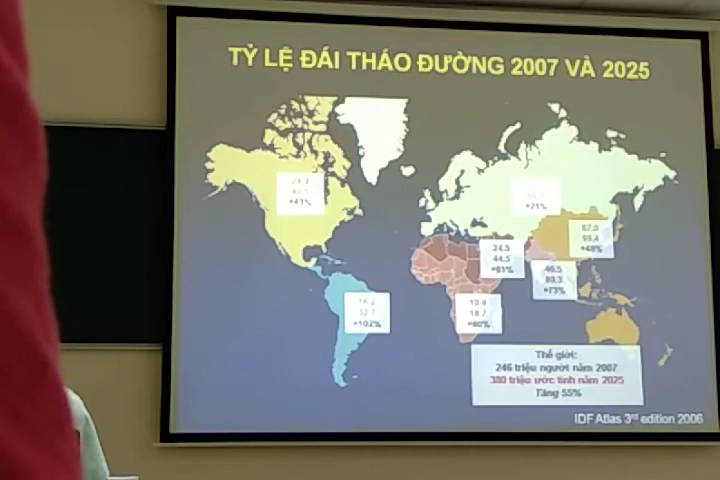 TỶ LỆ ĐÁI THÁO ĐƯỜNG 2007 VÀ 2025
+43%
+21%
67.0
99.4
+48%
24.5
44.5
+81%
46.5
80.3
+73%
16.2
32.7
+102%
10.4
18.7
+80%
Thế giới:
246 triệu người năm 2007
380 triệu ước tính năm 2025
Tăng 55%
IDF Atlas 3rd edition 2006